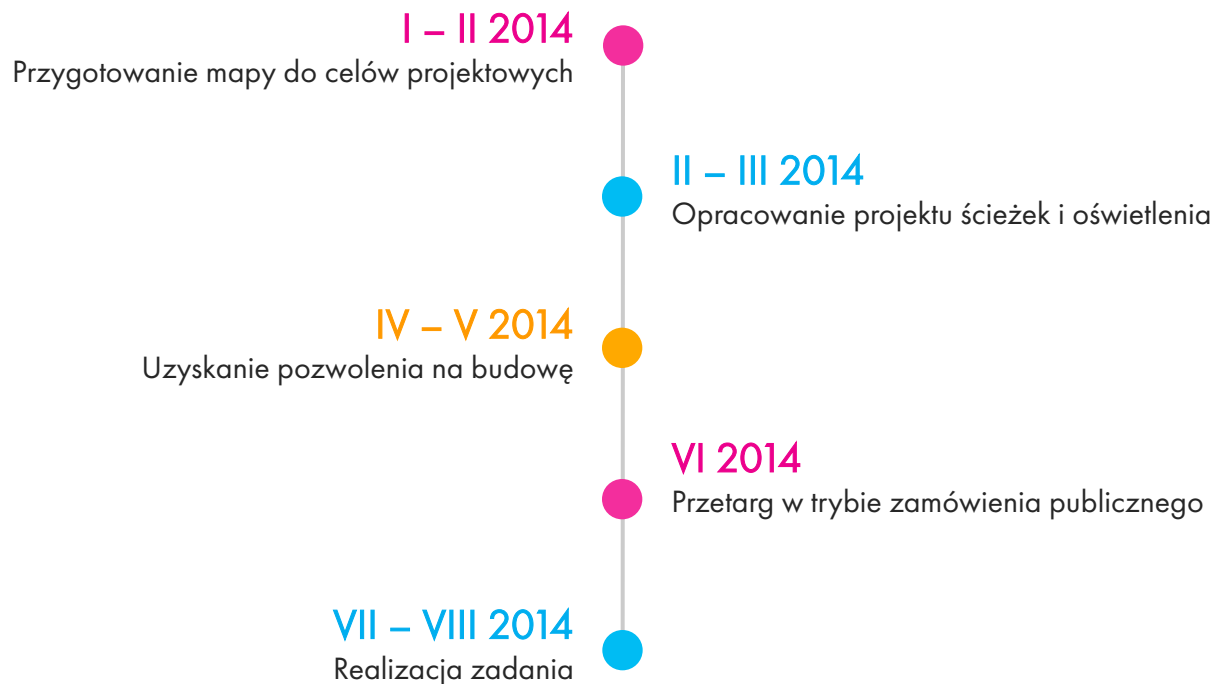 I – II 2014
Przygotowanie mapy do celów projektowych
II – III 2014
Opracowanie projektu ścieżek i oświetlenia
IV – V 2014
Uzyskanie pozwolenia na budowę
VI 2014
Przetarg w trybie zamówienia publicznego
VII – VIII 2014
Realizacja zadania